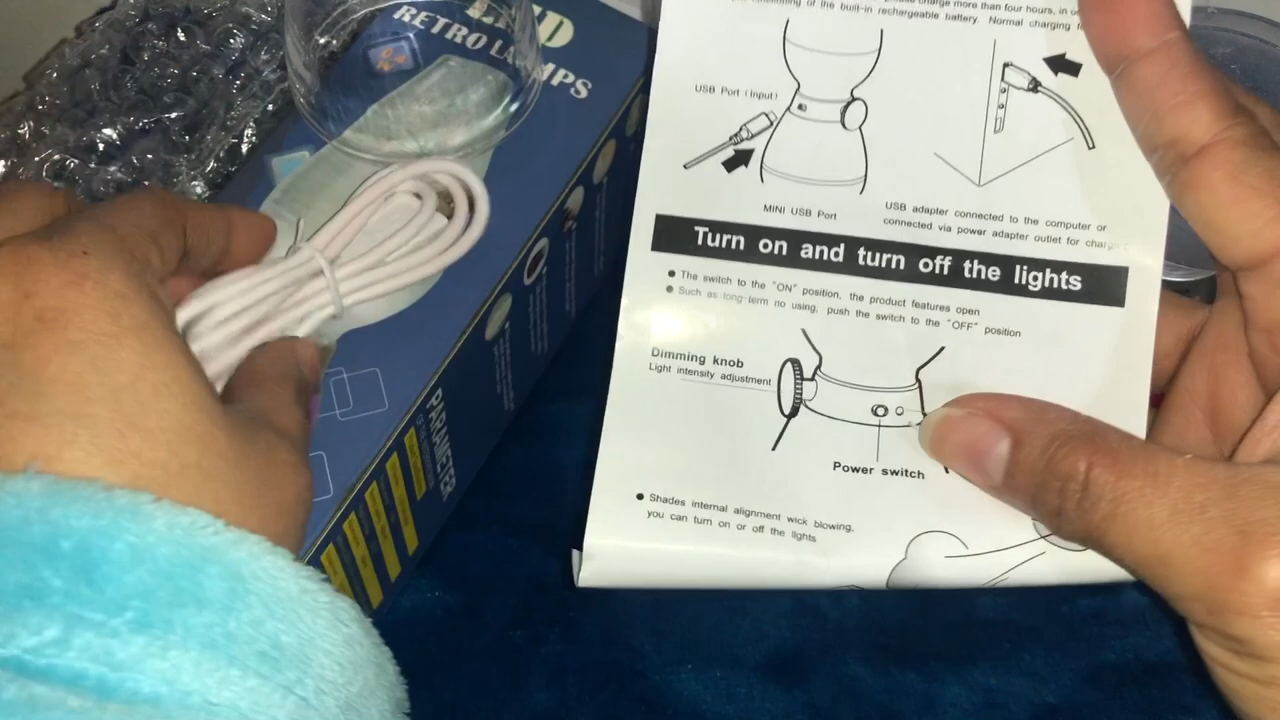 LED
RETRO LAMPS
PARAMETER
charge more than four hours, in
of the built-in rechargeable battery. Normal charging
USB Port (Input)
MINI USB Port
USB adapter connected to the computer or
connected via power adapter outlet for
Turn on and turn off the lights
● The switch to the "ON" position, the product features open
● Such as long-term no using, push the switch to the "OFF" position
Dimming knob
Light intensity adjustment
Power switch
● Shades internal alignment wick blowing,
you can turn on or off the lights